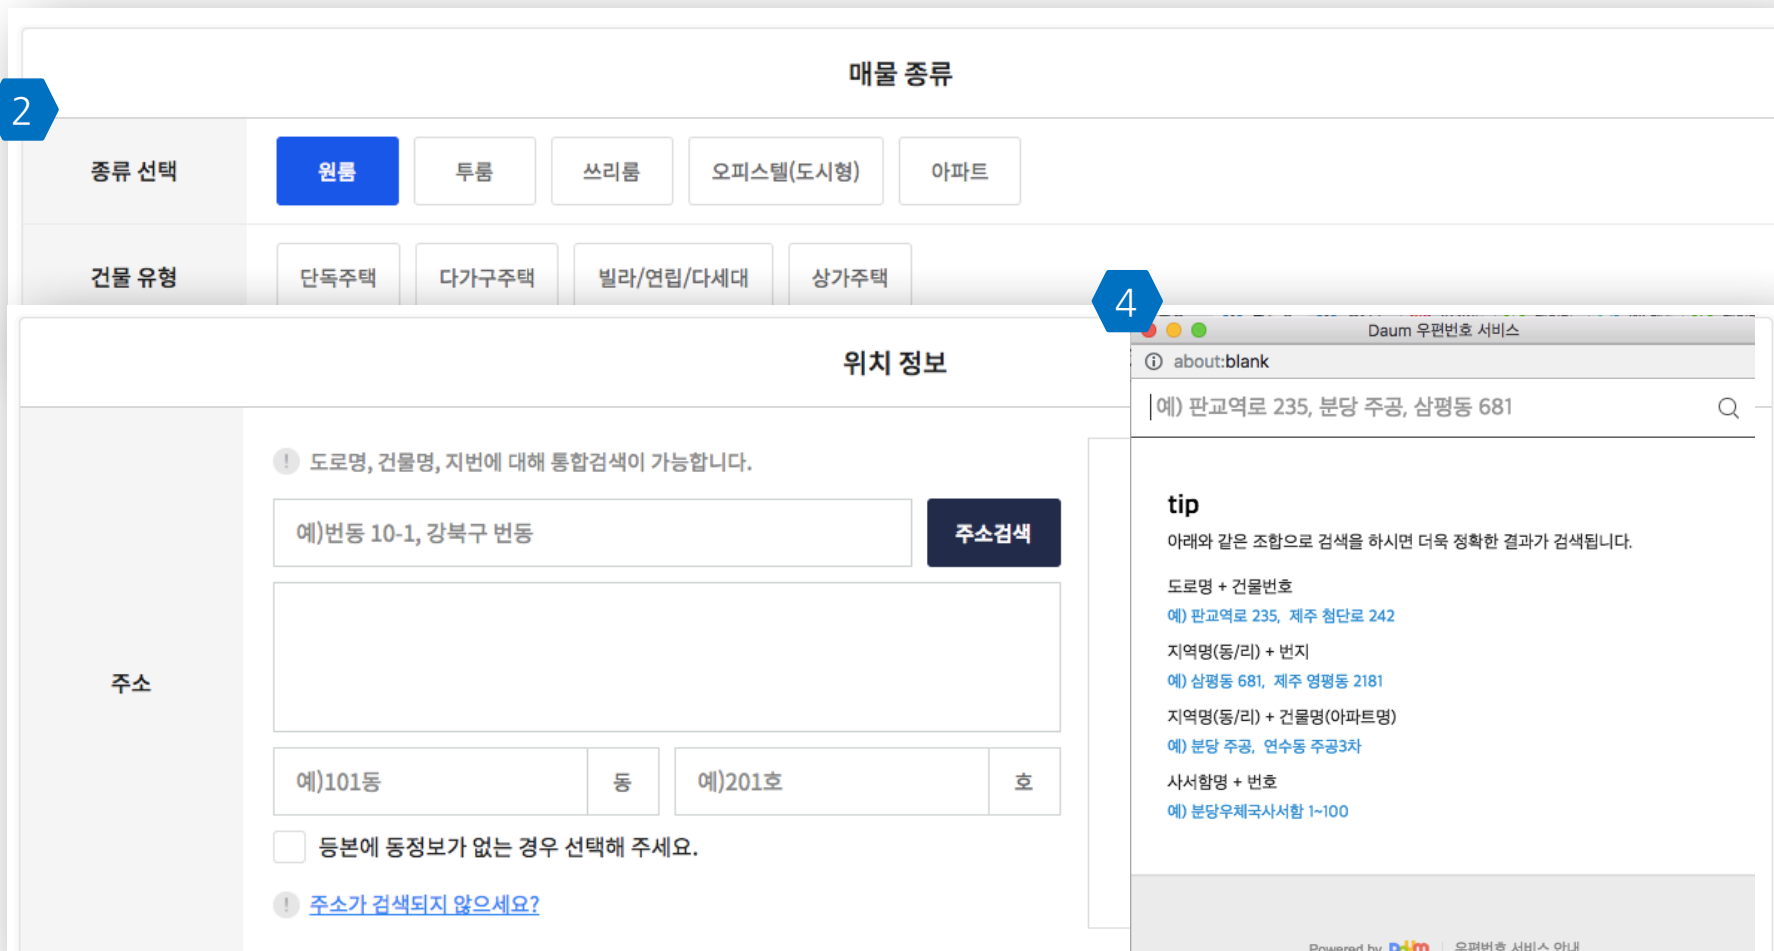 매물 종류
2
종류 선택
원룸
투룸
쓰리룸
오피스텔(도시형)
아파트
건물 유형
단독주택
다가구주택
빌라/연립/다세대
상가주택
위치 정보
주소
도로명, 건물명, 지번에 대해 통합검색이 가능합니다.
예)번동 10-1, 강북구 번동
주소검색
예)101동
동
예)201호
호
등본에 동정보가 없는 경우 선택해 주세요.
주소가 검색되지 않으세요?
4
Daum 우편번호 서비스
about:blank
예) 판교역로 235, 분당 주공, 삼평동 681
tip
아래와 같은 조합으로 검색을 하시면 더욱 정확한 결과가 검색됩니다.
도로명 + 건물번호
예) 판교역로 235, 제주 첨단로 242
지역명(동/리) + 번지
예) 삼평동 681, 제주 영평동 2181
지역명(동/리) + 건물명(아파트명)
예) 분당 주공, 연수동 주공3차
사서함명 + 번호
예) 분당우체국사서함 1~100
Powered by Daum | 우편번호 서비스 안내